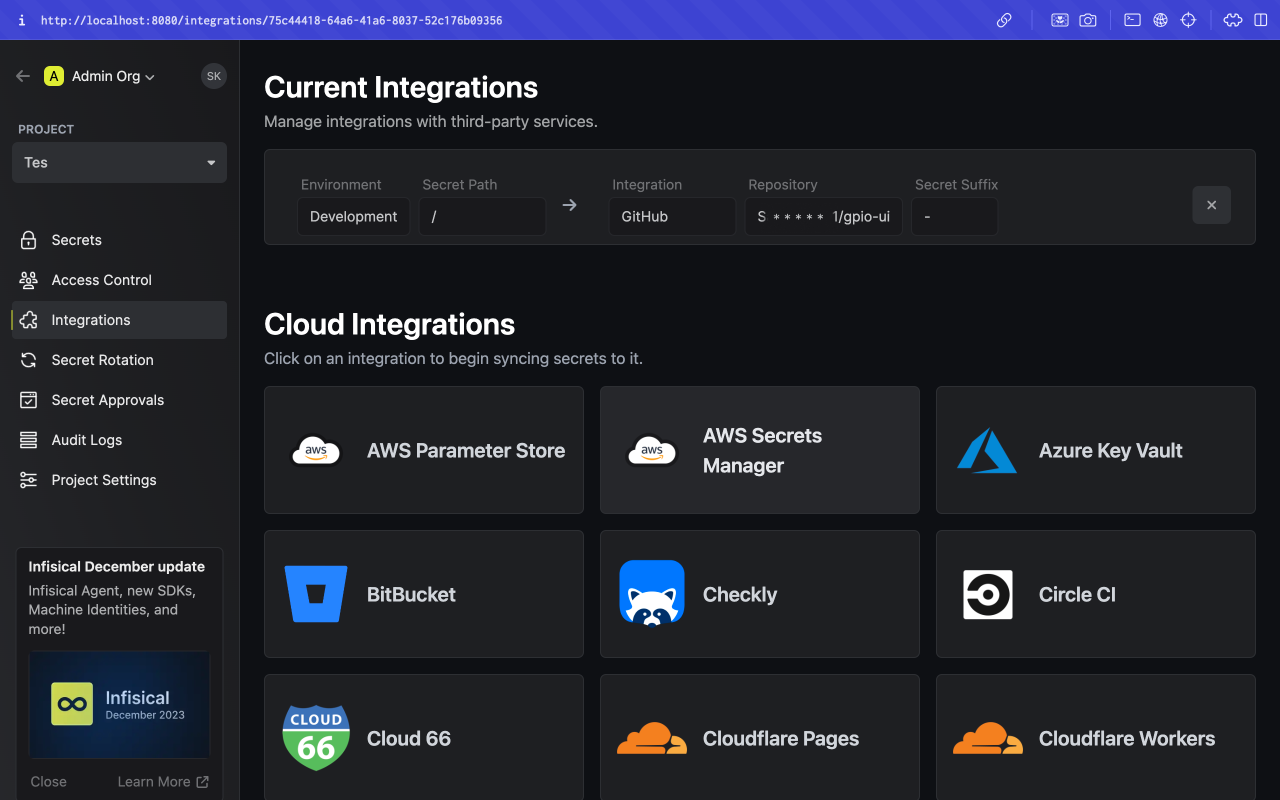 http://localhost:8080/integrations/75c44418-64a6-41a6-8037-52c176b09356
A Admin Org
SK
PROJECT
Tes
Secrets
Access Control
Integrations
Secret Rotation
Secret Approvals
Audit Logs
Project Settings
Infisical December update
Infisical Agent, new SDKs,
Machine Identities, and
more!
Infisical
December 2023
Close
Learn More
Current Integrations
Manage integrations with third-party services.
Environment
Development
Secret Path
/
Integration
GitHub
Repository
S * * * * * 1/gpio-ui
Secret Suffix
-
Cloud Integrations
Click on an integration to begin syncing secrets to it.
aws
AWS Parameter Store
aws
AWS Secrets
Manager
Azure Key Vault
BitBucket
Checkly
Circle CI
CLOUD
66
Cloud 66
Cloudflare Pages
Cloudflare Workers